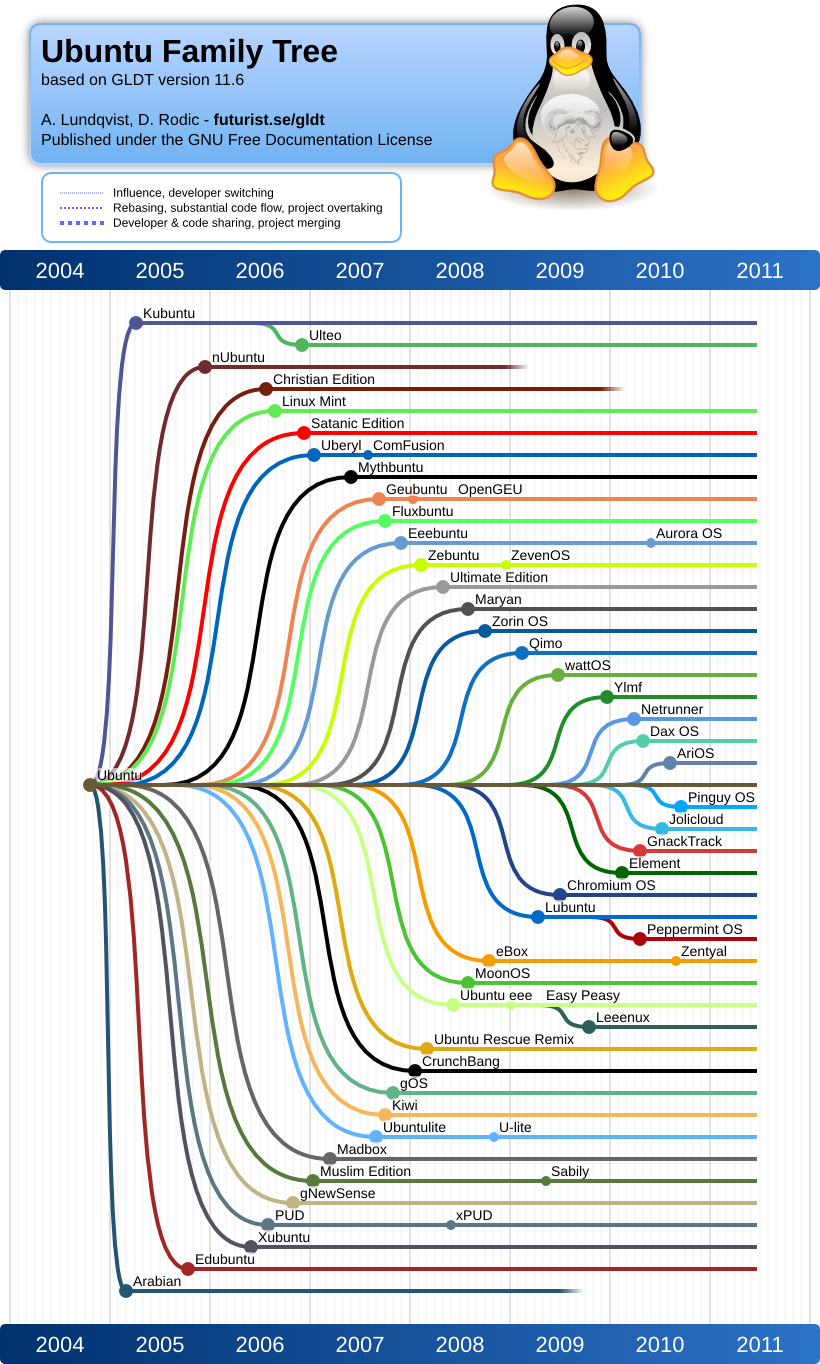 Ubuntu Family Tree
based on GLDT version 11.6
A. Lundqvist, D. Rodic - futurist.se/gldt
Published under the GNU Free Documentation License
Influence, developer switching
Rebasing, substantial code flow, project overtaking
Developer & code sharing, project merging
2004 2005 2006 2007 2008 2009 2010 2011
Kubuntu
Ulteo
nUbuntu
Christian Edition
Linux Mint
Satanic Edition
Uberyl ComFusion
Mythbuntu
Geubuntu OpenGEU
Fluxbuntu
Eeebuntu Aurora OS
Zebuntu ZevenOS
Ultimate Edition
Maryan
Zorin OS
Qimo
wattOS
Ylmf
Netrunner
Dax OS
AriOS
Ubuntu
Pinguy OS
Jolicloud
GnackTrack
Element
Chromium OS
Lubuntu
Peppermint OS
eBox Zentyal
MoonOS
Ubuntu eee Easy Peasy
Leeenux
Ubuntu Rescue Remix
CrunchBang
gOS
Kiwi
Ubuntulite U-lite
Madbox
Muslim Edition Sabily
gNewSense
PUD xPUD
Xubuntu
Edubuntu
Arabian
2004 2005 2006 2007 2008 2009 2010 2011